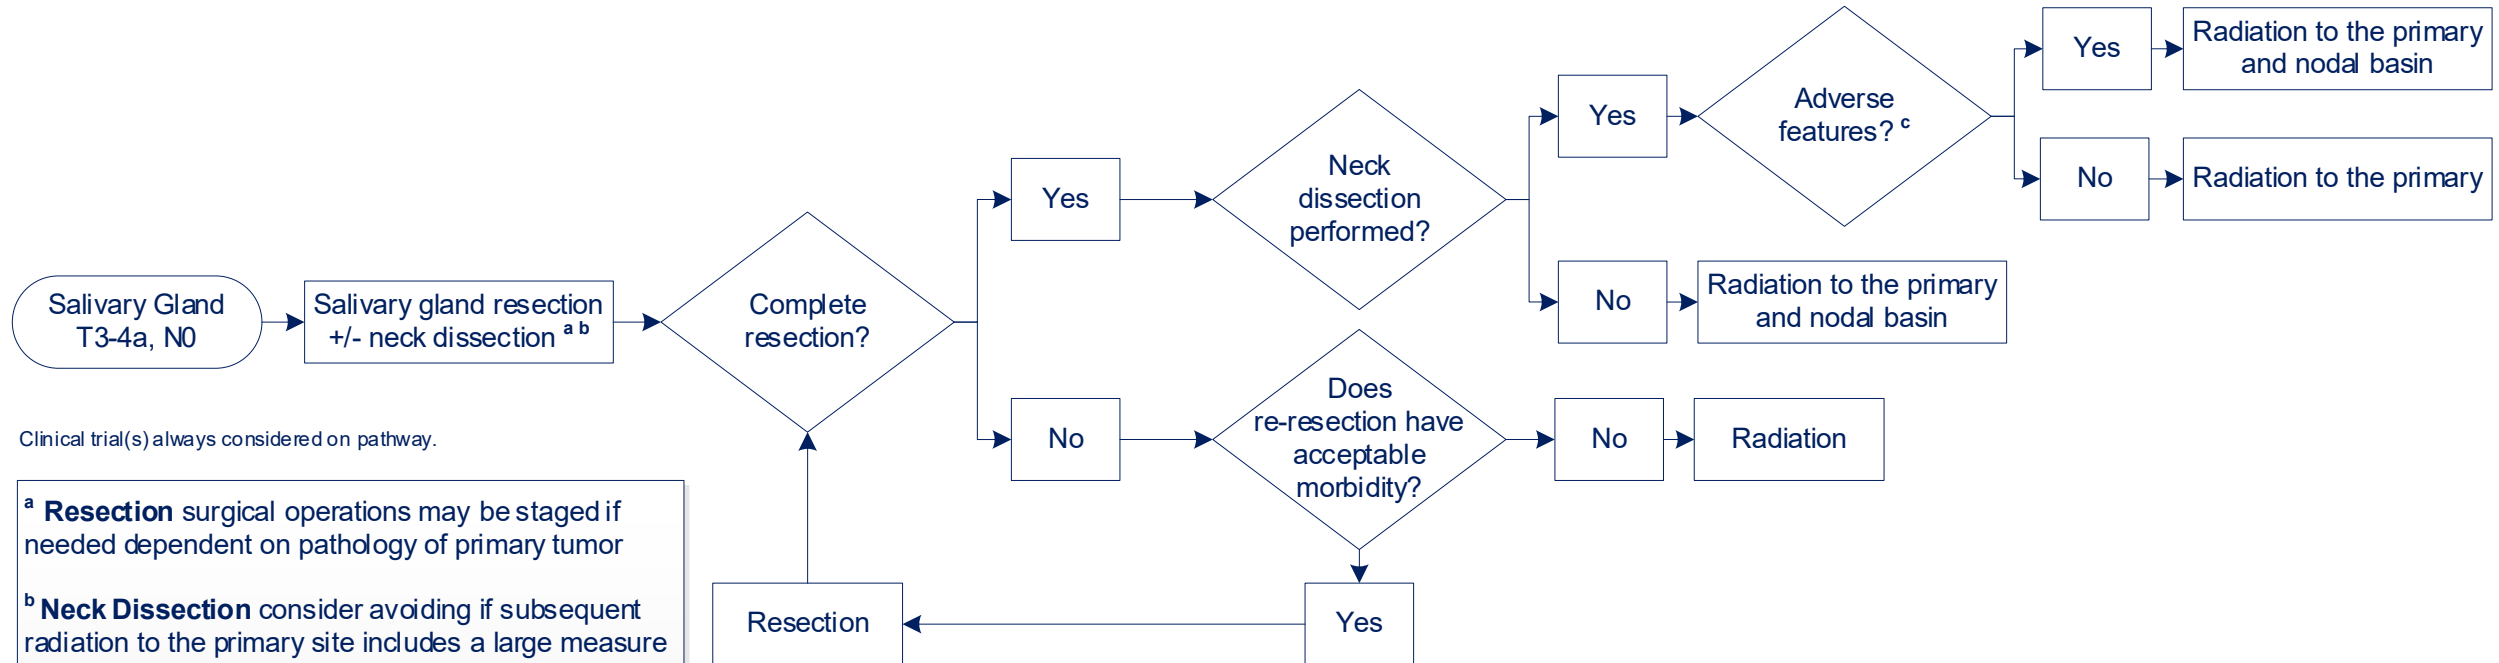 Salivary Gland
T3-4a, N0
Salivary gland resection
+/- neck dissection a b
Complete
resection?
Yes
Neck
dissection
performed?
Yes
Adverse
features? c
Yes
Radiation to the primary
and nodal basin
No
Radiation to the primary
No
Radiation to the primary
and nodal basin
No
Does
re-resection have
acceptable
morbidity?
No
Radiation
Yes
Resection
Clinical trial(s) always considered on pathway.
a Resection surgical operations may be staged if
needed dependent on pathology of primary tumor
b Neck Dissection consider avoiding if subsequent
radiation to the primary site includes a large measure